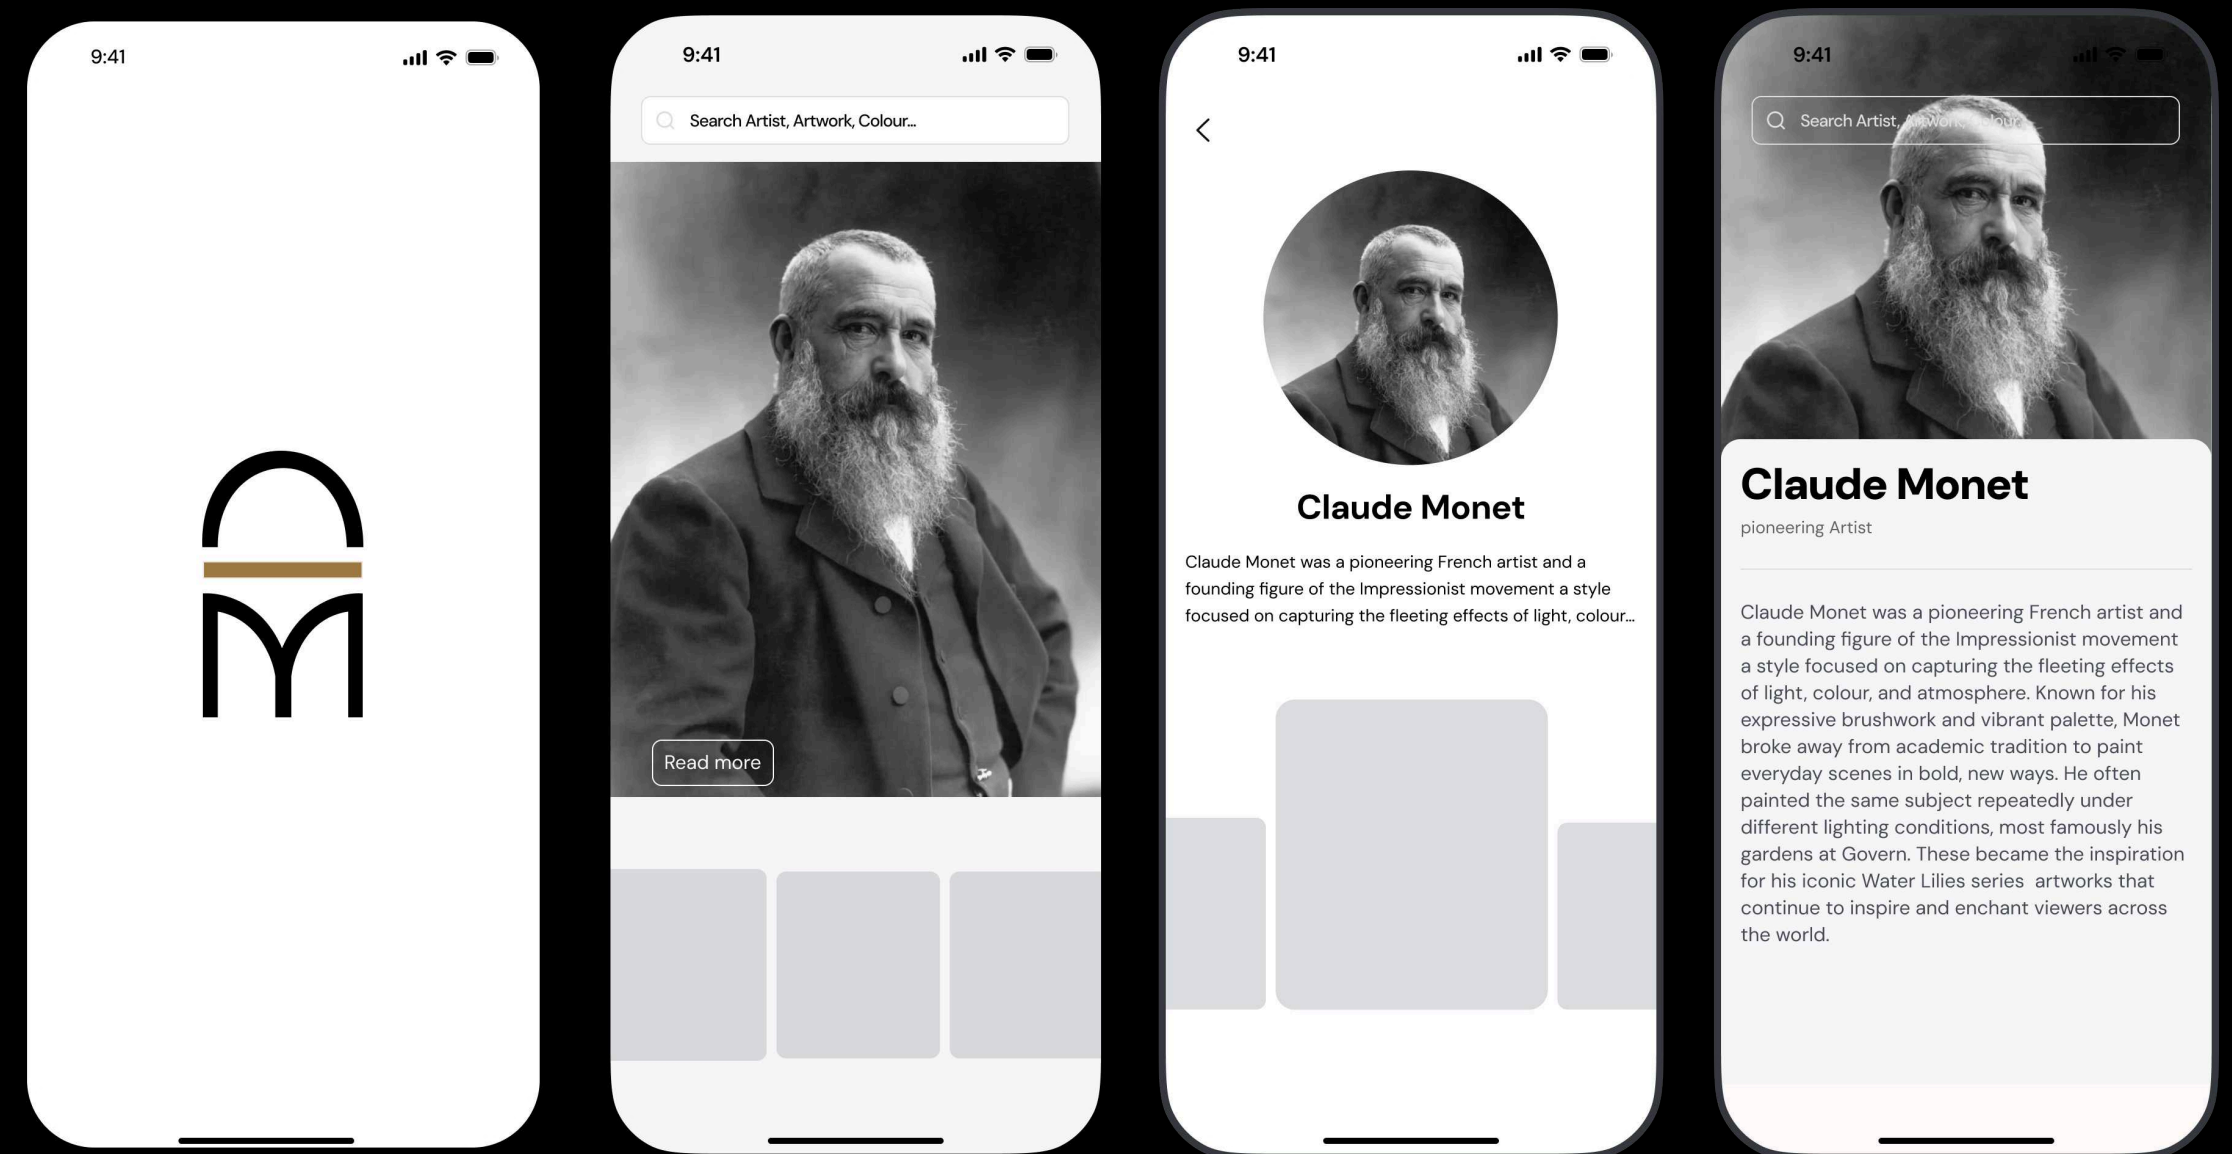 9:41
9:41
Search Artist, Artwork, Colour...
Read more
9:41
Claude Monet
Claude Monet was a pioneering French artist and a
founding figure of the Impressionist movement a style
focused on capturing the fleeting effects of light, colour...
9:41
Search Artist, Artwork, Colour...
Claude Monet
pioneering Artist
Claude Monet was a pioneering French artist and
a founding figure of the Impressionist movement
a style focused on capturing the fleeting effects
of light, colour, and atmosphere. Known for his
expressive brushwork and vibrant palette, Monet
broke away from academic tradition to paint
everyday scenes in bold, new ways. He often
painted the same subject repeatedly under
different lighting conditions, most famously his
gardens at Govern. These became the inspiration
for his iconic Water Lilies series  artworks that
continue to inspire and enchant viewers across
the world.